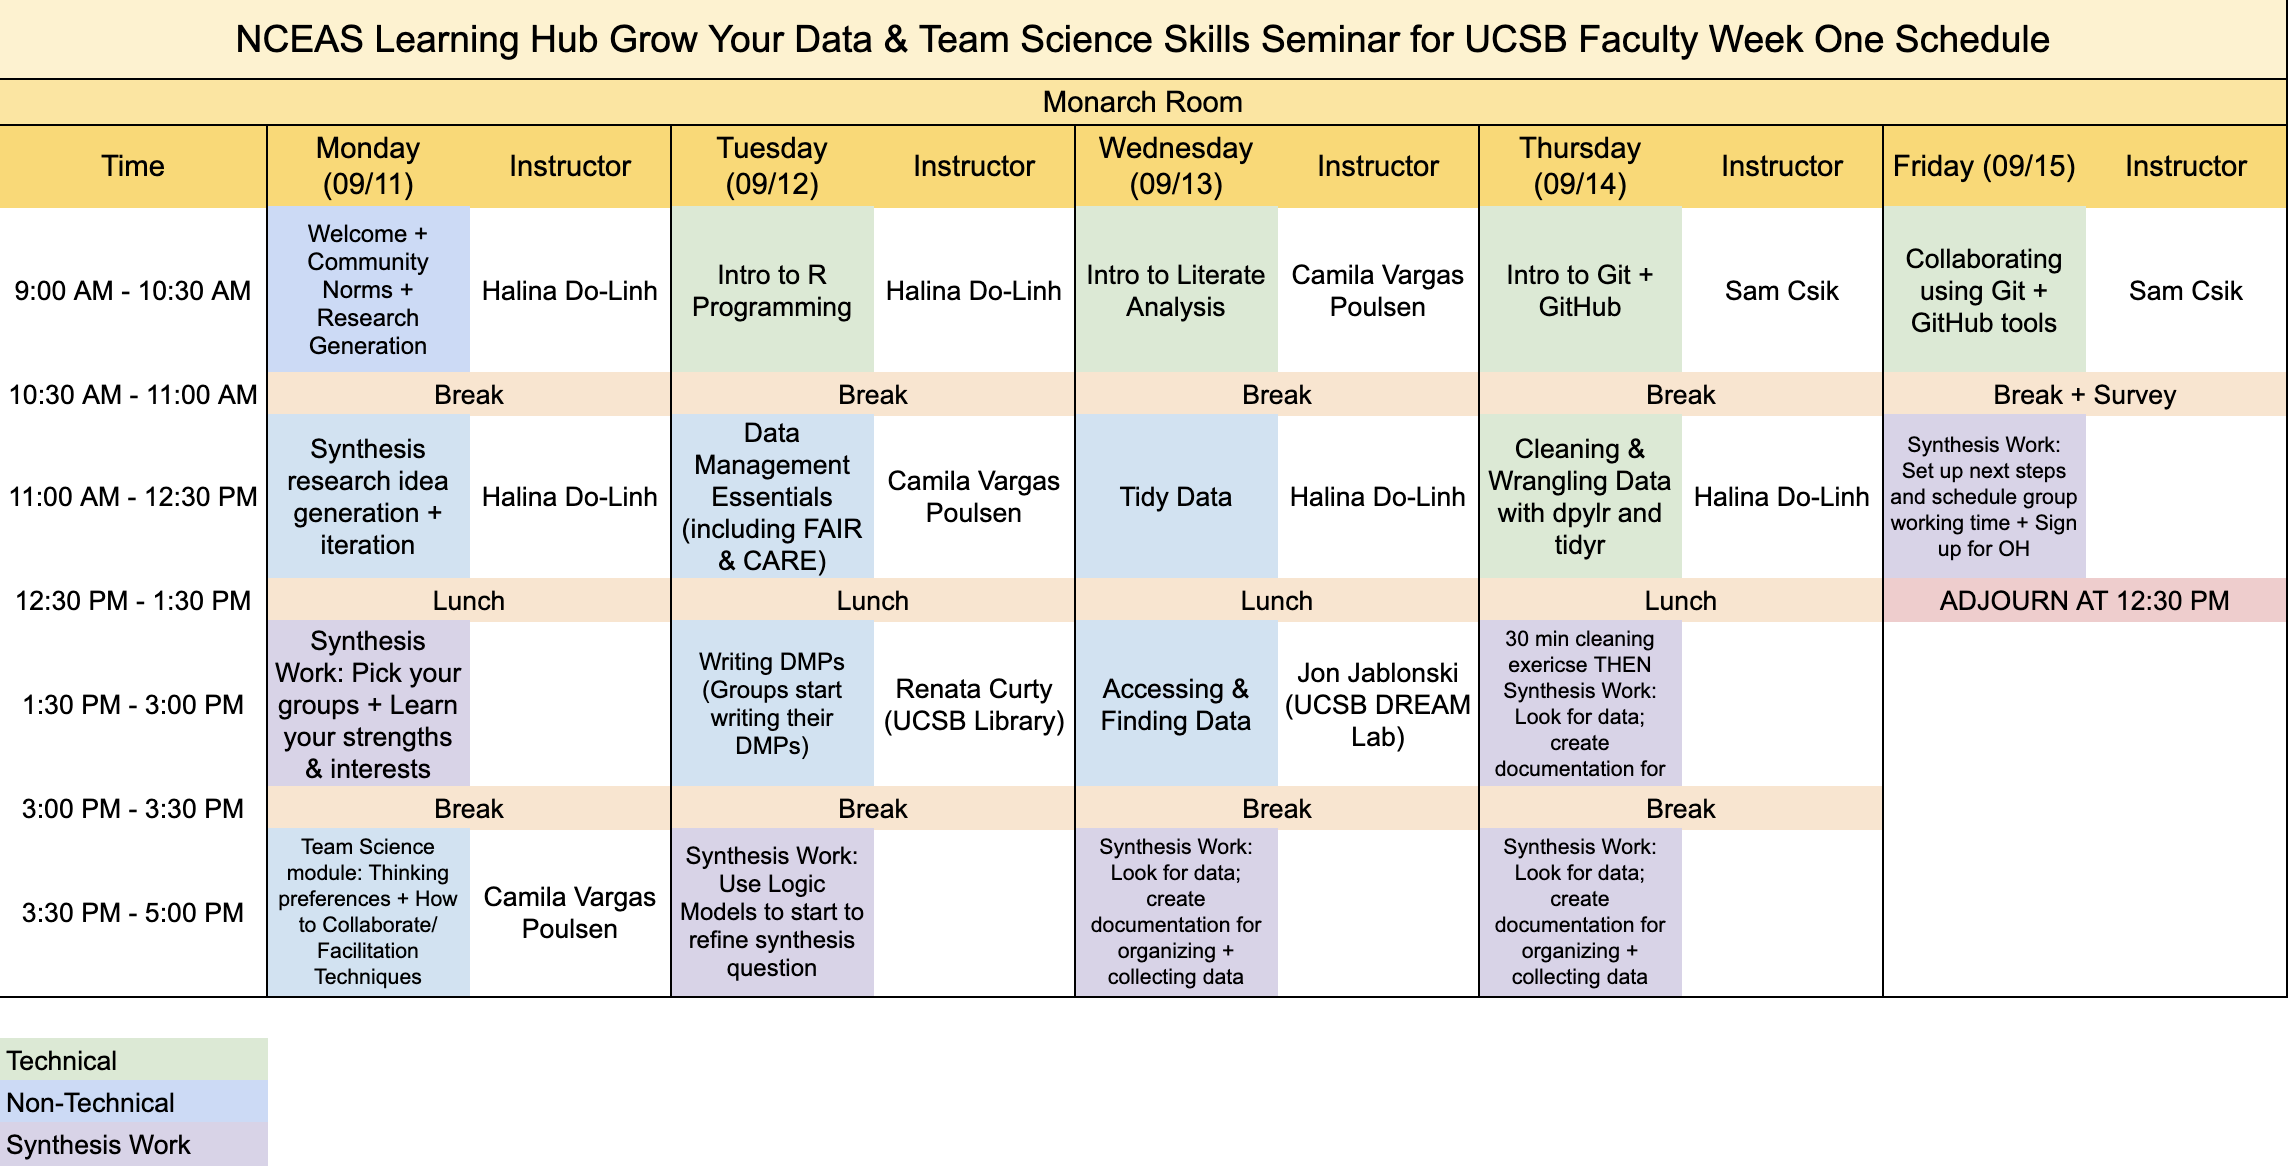 NCEAS Learning Hub Grow Your Data & Team Science Skills Seminar for UCSB Faculty Week One Schedule
Monarch Room
Time
Monday
(09/11)
Instructor
Tuesday
(09/12)
Instructor
Wednesday
(09/13)
Instructor
Thursday
(09/14)
Instructor
Friday (09/15)
Instructor
9:00 AM - 10:30 AM
Welcome +
Community
Norms +
Research
Generation
Halina Do-Linh
Intro to R
Programming
Halina Do-Linh
Intro to Literate
Analysis
Camila Vargas
Poulsen
Intro to Git +
GitHub
Sam Csik
Collaborating
using Git +
GitHub tools
Sam Csik
10:30 AM - 11:00 AM
Break
Break
Break
Break
Break + Survey
11:00 AM - 12:30 PM
Synthesis
research idea
generation +
iteration
Halina Do-Linh
Data
Management
Essentials
(including FAIR
& CARE)
Camila Vargas
Poulsen
Tidy Data
Halina Do-Linh
Cleaning &
Wrangling Data
with dpylr and
tidyr
Halina Do-Linh
Synthesis Work:
Set up next steps
and schedule group
working time + Sign
up for OH
12:30 PM - 1:30 PM
Lunch
Lunch
Lunch
Lunch
ADJOURN AT 12:30 PM
1:30 PM - 3:00 PM
Synthesis
Work: Pick your
groups + Learn
your strengths
& interests
Writing DMPs
(Groups start
writing their
DMPs)
Renata Curty
(UCSB Library)
Accessing &
Finding Data
Jon Jablonski
(UCSB DREAM
Lab)
30 min cleaning
exericse THEN
Synthesis Work:
Look for data;
create
documentation for
3:00 PM - 3:30 PM
Break
Break
Break
Break
3:30 PM - 5:00 PM
Team Science
module: Thinking
preferences + How
to Collaborate/
Facilitation
Techniques
Camila Vargas
Poulsen
Synthesis Work:
Use Logic
Models to start to
refine synthesis
question
Synthesis Work:
Look for data;
create
documentation for
organizing +
collecting data
Synthesis Work:
Look for data;
create
documentation for
organizing +
collecting data
Technical
Non-Technical
Synthesis Work